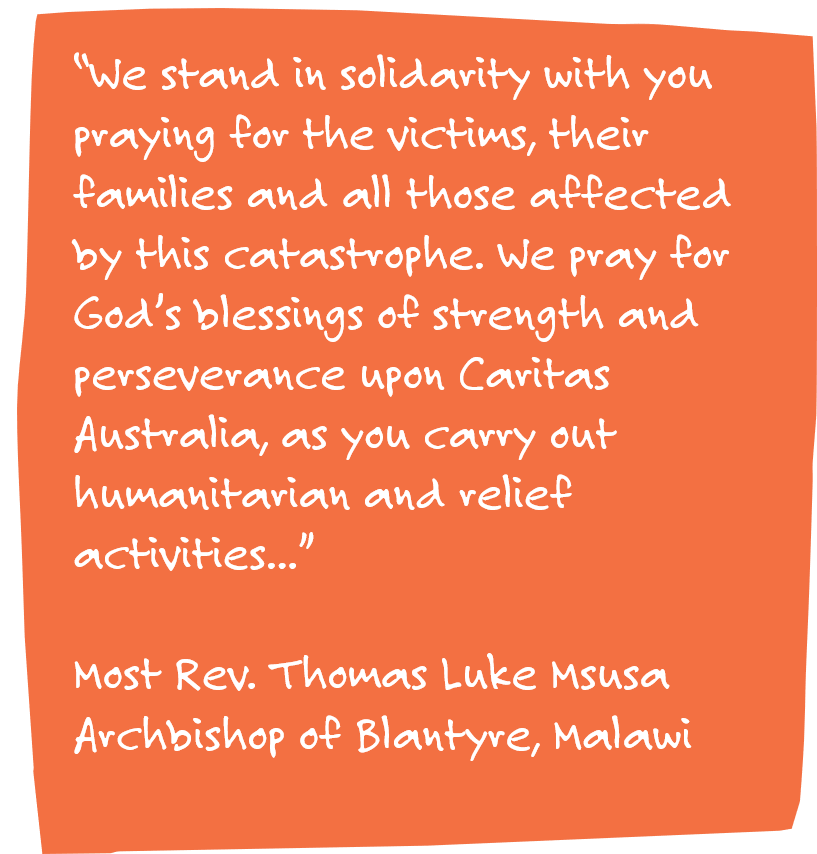 “We stand in solidarity with you
praying for the victims, their
families and all those affected
by this catastrophe. We pray for
God’s blessings of strength and
perseverance upon Caritas
Australia, as you carry out
humanitarian and relief
activities...”
Most Rev. Thomas Luke Msusa
Archbishop of Blantyre, Malawi